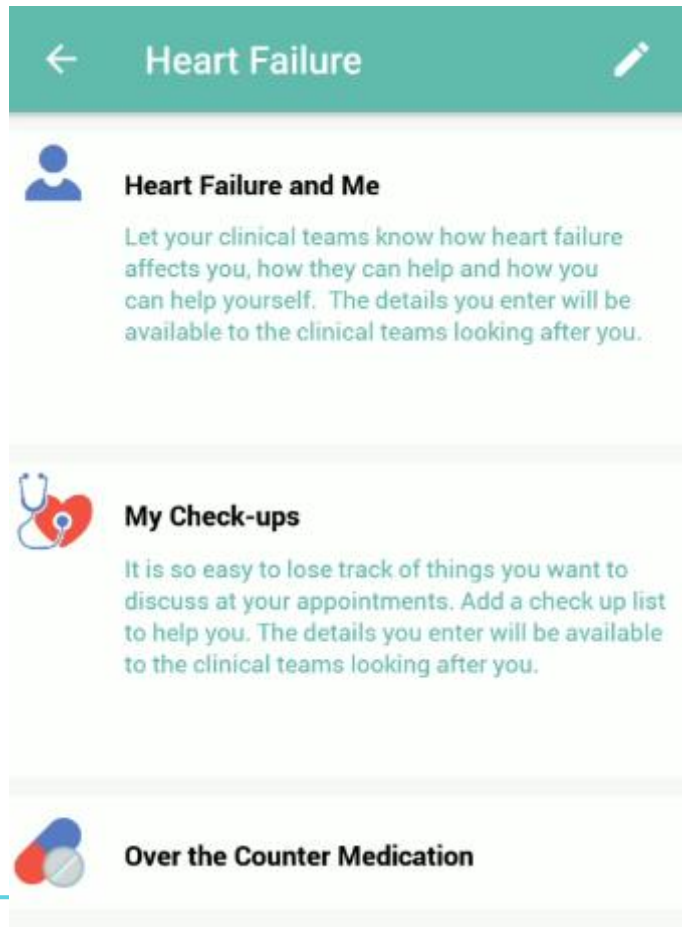 Heart Failure
Heart Failure and Me
Let your clinical teams know how heart failure
affects you, how they can help and how you
can help yourself.  The details you enter will be
available to the clinical teams looking after you.
My Check-ups
It is so easy to lose track of things you want to
discuss at your appointments. Add a check up list
to help you. The details you enter will be available
to the clinical teams looking after you.
Over the Counter Medication